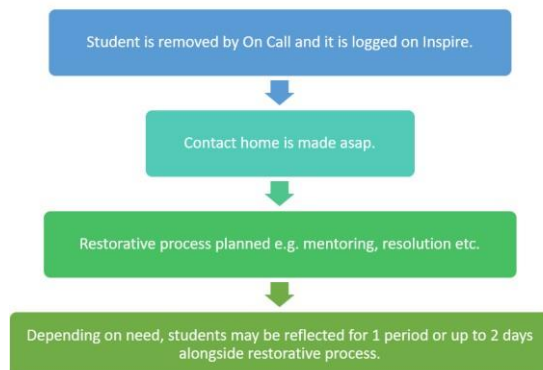 Student is removed by On Call and it is logged on Inspire.
Contact home is made asap.
Restorative process planned e.g. mentoring, resolution etc.
Depending on need, students may be reflected for 1 period or up to 2 days
alongside restorative process.